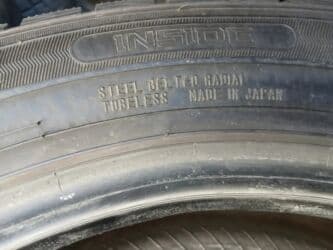 INSIDE
STEEL BELTED RADIAL
TUBELESS MADE IN JAPAN